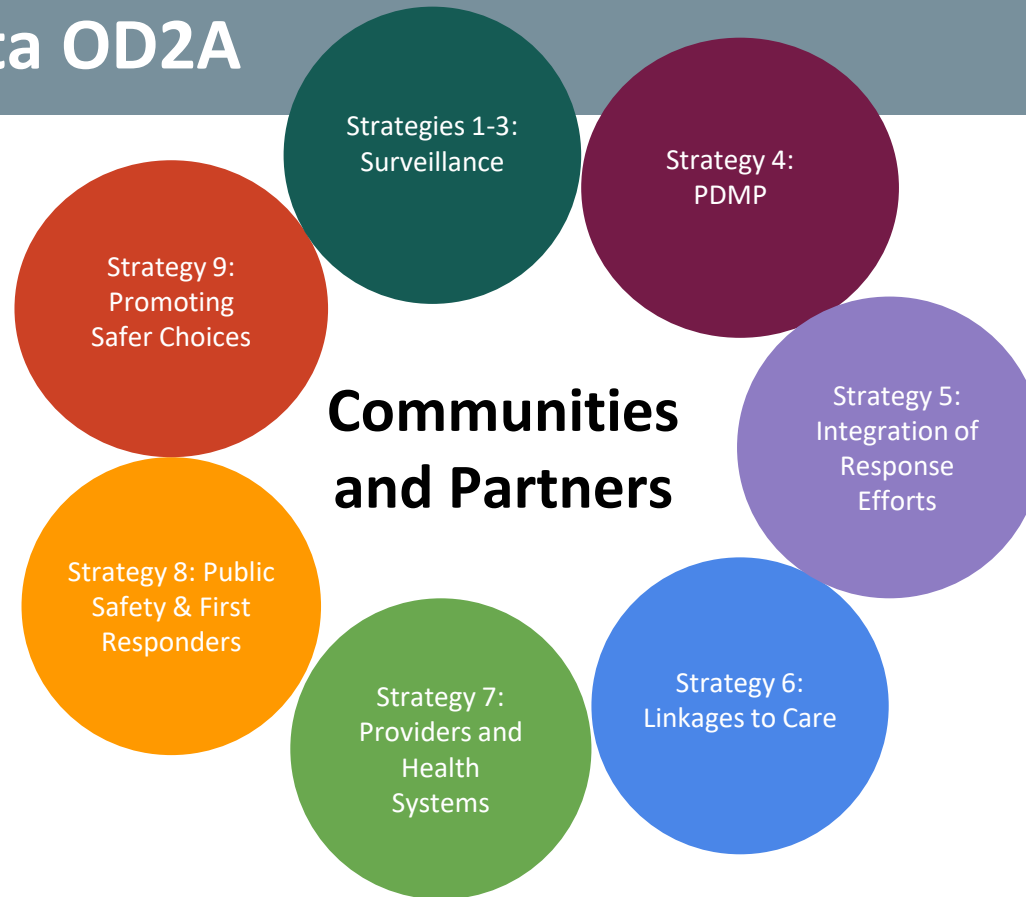 ta OD2A
Strategies 1-3:
Surveillance
Strategy 4:
PDMP
Strategy 5:
Integration of
Response
Efforts
Strategy 6:
Linkages to Care
Strategy 7:
Providers and
Health
Systems
Strategy 8: Public
Safety & First
Responders
Strategy 9:
Promoting
Safer Choices
Communities
and Partners